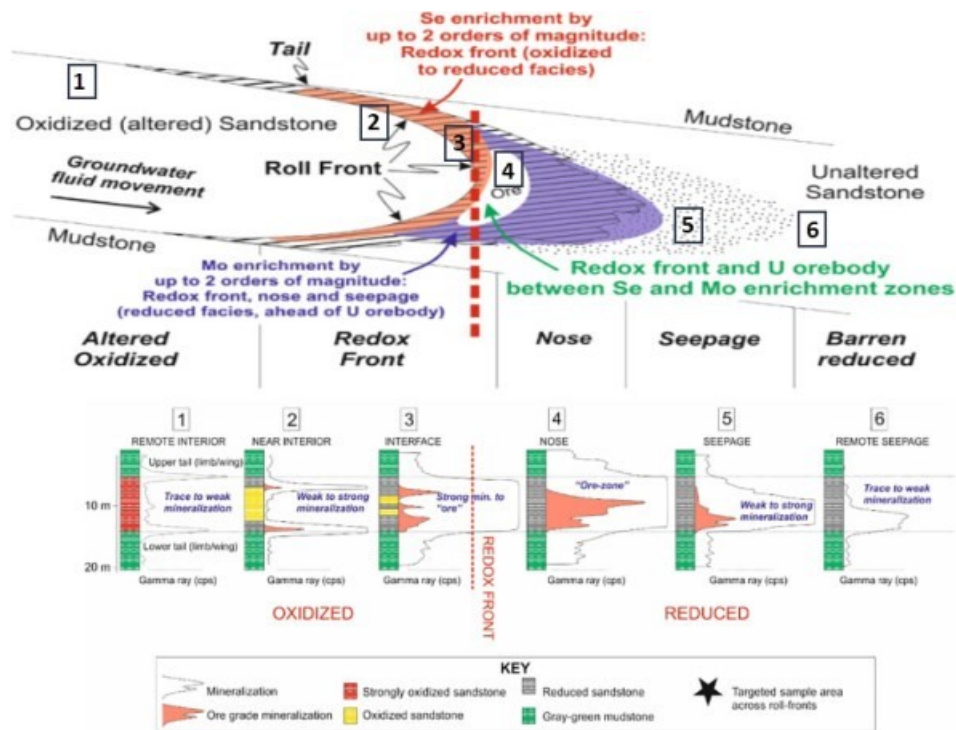 Se enrichment by
up to 2 orders of magnitude:
Redox front (oxidized
to reduced facies)
Tail
1
Oxidized (altered) Sandstone
2
3
Mudstone
Roll Front
4
Ore
Groundwater
fluid movement
Unaltered
Sandstone
5
6
Mudstone
Mo enrichment by
up to 2 orders of magnitude:
Redox front, nose and seepage
(reduced facies, ahead of U orebody)
Redox front and U orebody
between Se and Mo enrichment zones
Altered
Oxidized
Redox
Front
Nose
Seepage
Barren
reduced
1
REMOTE INTERIOR
2
NEAR INTERIOR
3
INTERFACE
4
NOSE
5
SEEPAGE
6
REMOTE SEEPAGE
Upper tail (limb/wing)
Trace to weak
mineralization
Weak to strong
mineralization
Strong min. to
"ore"
"Ore-zone"
Weak to strong
mineralization
Trace to weak
mineralization
10 m
Lower tail (limb/wing)
20 m
Gamma ray (cps)
Gamma ray (cps)
Gamma ray (cps)
Gamma ray (cps)
Gamma ray (cps)
Gamma ray (cps)
REDOX FRONT
OXIDIZED
REDUCED
KEY
Mineralization
Ore grade mineralization
Strongly oxidized sandstone
Oxidized sandstone
Reduced sandstone
Gray-green mudstone
Targeted sample area
across roll-fronts